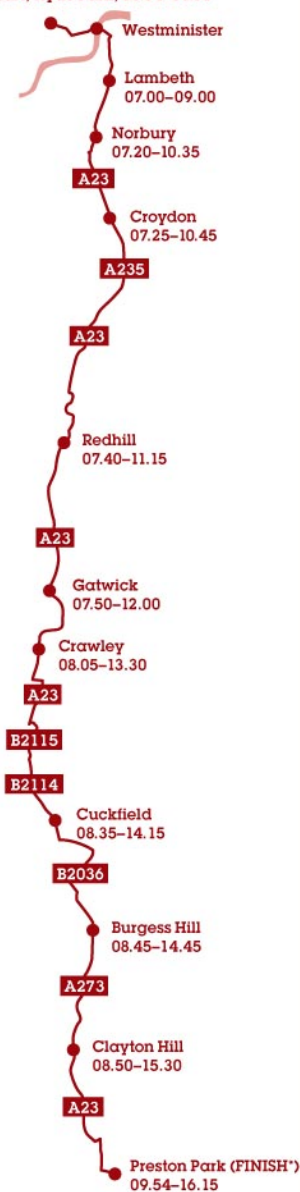 Westminister
Lambeth
07.00–09.00
Norbury
07.20–10.35
A23
Croydon
07.25–10.45
A235
A23
Redhill
07.40–11.15
A23
Gatwick
07.50–12.00
Crawley
08.05–13.30
A23
B2115
B2114
Cuckfield
08.35–14.15
B2036
Burgess Hill
08.45–14.45
A273
Clayton Hill
08.50–15.30
A23
Preston Park (FINISH*)
09.54–16.15